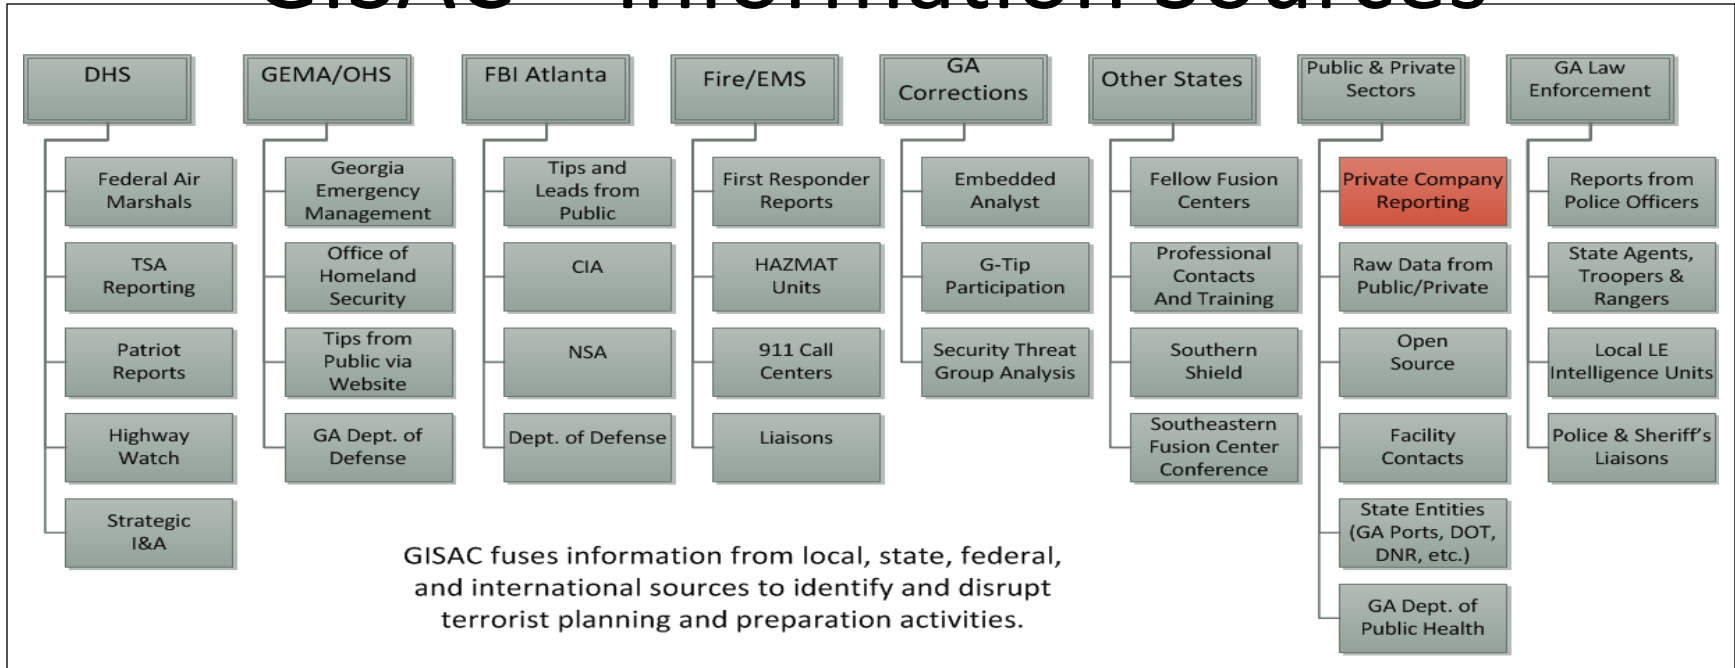 GISAC – Information Sources
DHS
Federal Air
Marshals
TSA
Reporting
Patriot
Reports
Highway
Watch
Strategic
I&A
GEMA/OHS
Georgia
Emergency
Management
Office of
Homeland
Security
Tips from
Public via
Website
GA Dept. of
Defense
FBI Atlanta
Tips and
Leads from
Public
CIA
NSA
Dept. of Defense
Fire/EMS
First Responder
Reports
HAZMAT
Units
911 Call
Centers
Liaisons
GA
Corrections
Embedded
Analyst
G-Tip
Participation
Security Threat
Group Analysis
Other States
Fellow Fusion
Centers
Professional
Contacts
And Training
Southern
Shield
Southeastern
Fusion Center
Conference
Public & Private
Sectors
Private Company
Reporting
Raw Data from
Public/Private
Open
Source
Facility
Contacts
State Entities
(GA Ports, DOT,
DNR, etc.)
GA Dept. of
Public Health
GA Law
Enforcement
Reports from
Police Officers
State Agents,
Troopers &
Rangers
Local LE
Intelligence Units
Police & Sheriff’s
Liaisons
GISAC fuses information from local, state, federal,
and international sources to identify and disrupt
terrorist planning and preparation activities.